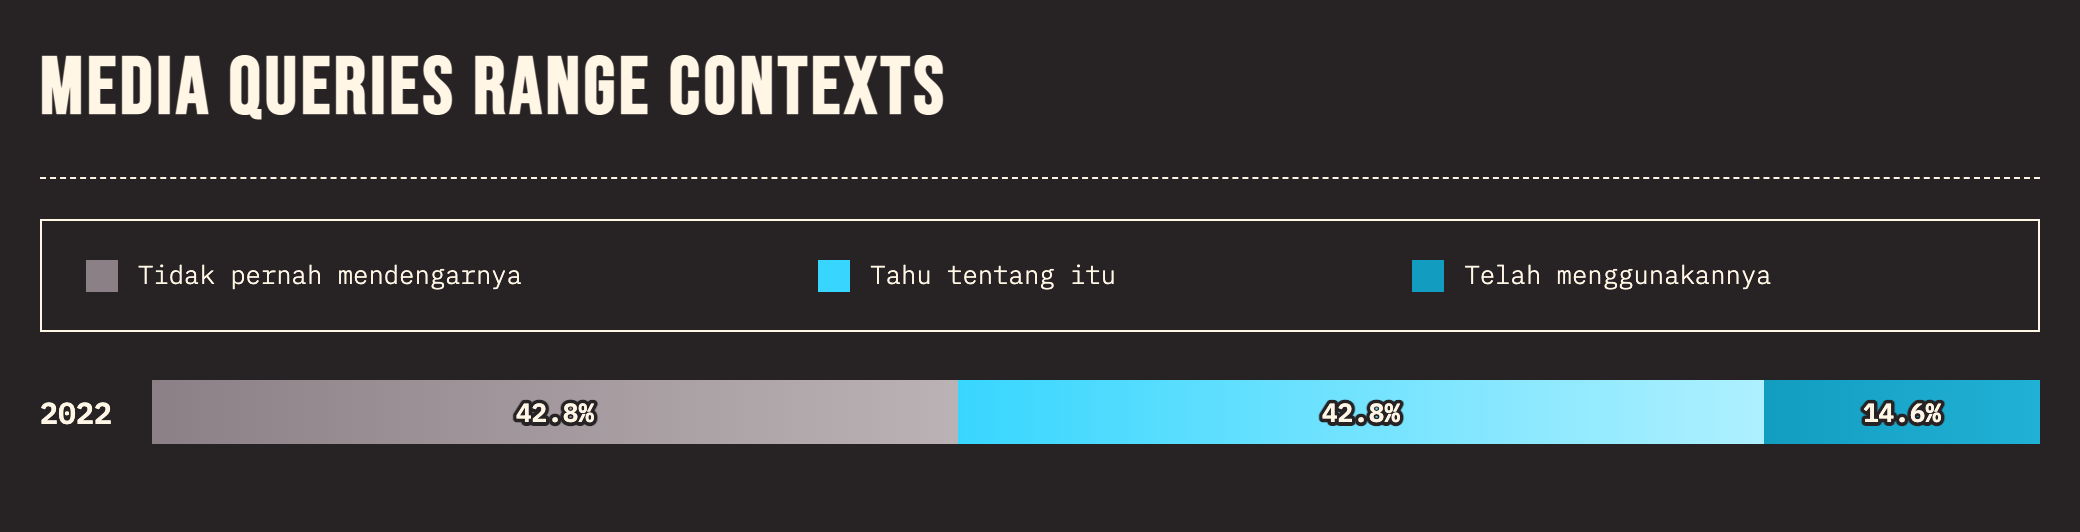 MEDIA QUERIES RANGE CONTEXTS
Tidak pernah mendengarnya Tahu tentang itu Telah menggunakannya
2022 42.8% 42.8% 14.6%